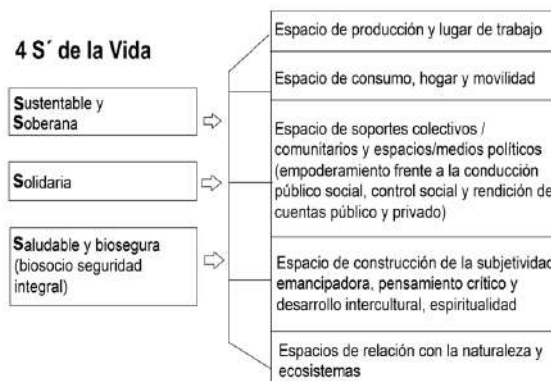 4 S´ de la Vida
Sustentable y
Soberana
Solidaria
Saludable y biosegura
(biosocio seguridad
integral)
Espacio de producción y lugar de trabajo
Espacio de consumo, hogar y movilidad
Espacio de soportes colectivos /
comunitarios y espacios/medios políticos
(empoderamiento frente a la conducción
público social, control social y rendición de
cuentas público y privado)
Espacio de construcción de la subjetividad
emancipadora, pensamiento crítico y
desarrollo intercultural, espiritualidad
Espacios de relación con la naturaleza y
ecosistemas